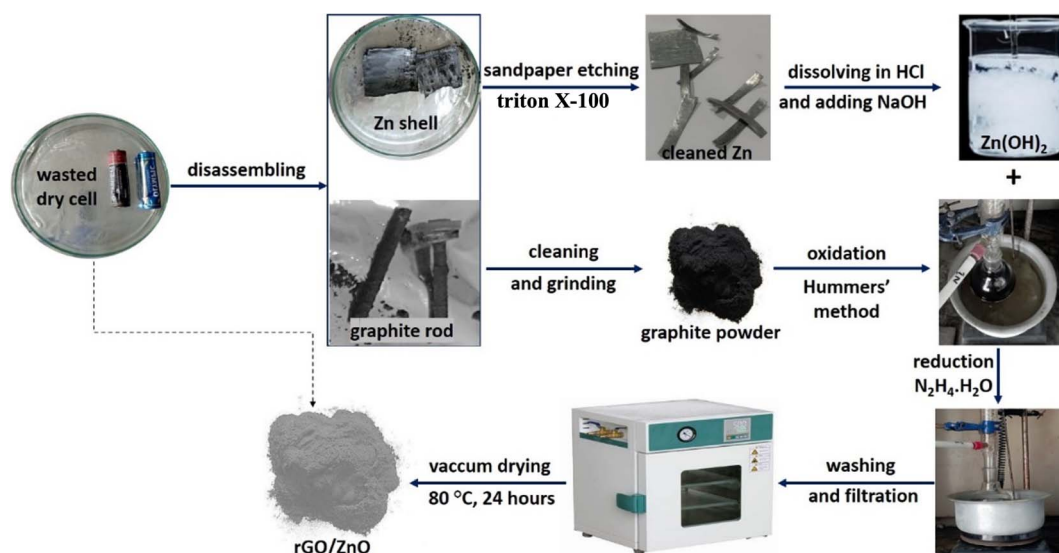 wasted
dry cell
disassembling
Zn shell
graphite rod
sandpaper etching
triton X-100
cleaned Zn
dissolving in HCl
and adding NaOH
Zn(OH)₂
+
cleaning
and grinding
graphite powder
oxidation
Hummers'
method
reduction
N₂H₄.H₂O
washing
and filtration
vaccum drying
80 °C, 24 hours
rGO/ZnO